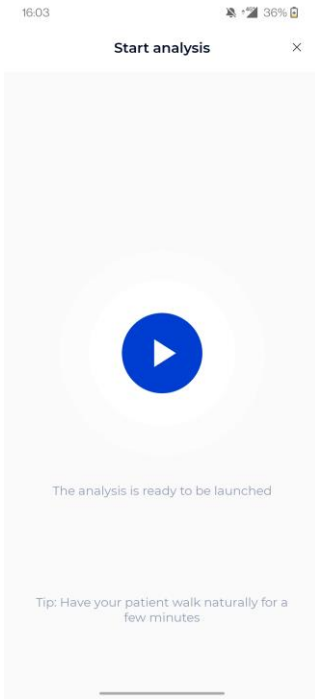 16:03
36%
Start analysis
The analysis is ready to be launched
Tip: Have your patient walk naturally for a
few minutes